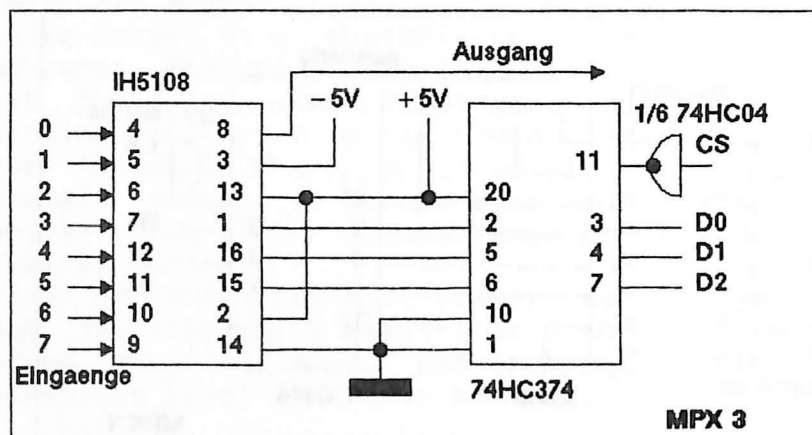 Ausgang
IH5108
– 5V
+ 5V
1/6 74HC04
CS
0 4 8
1 5 3
11
2 6 13
20
3 7 1
2 3 D0
4 12 16
5 4 D1
5 11 15
6 7 D2
6 10 2
10
7 9 14
1
Eingaenge
74HC374
MPX 3